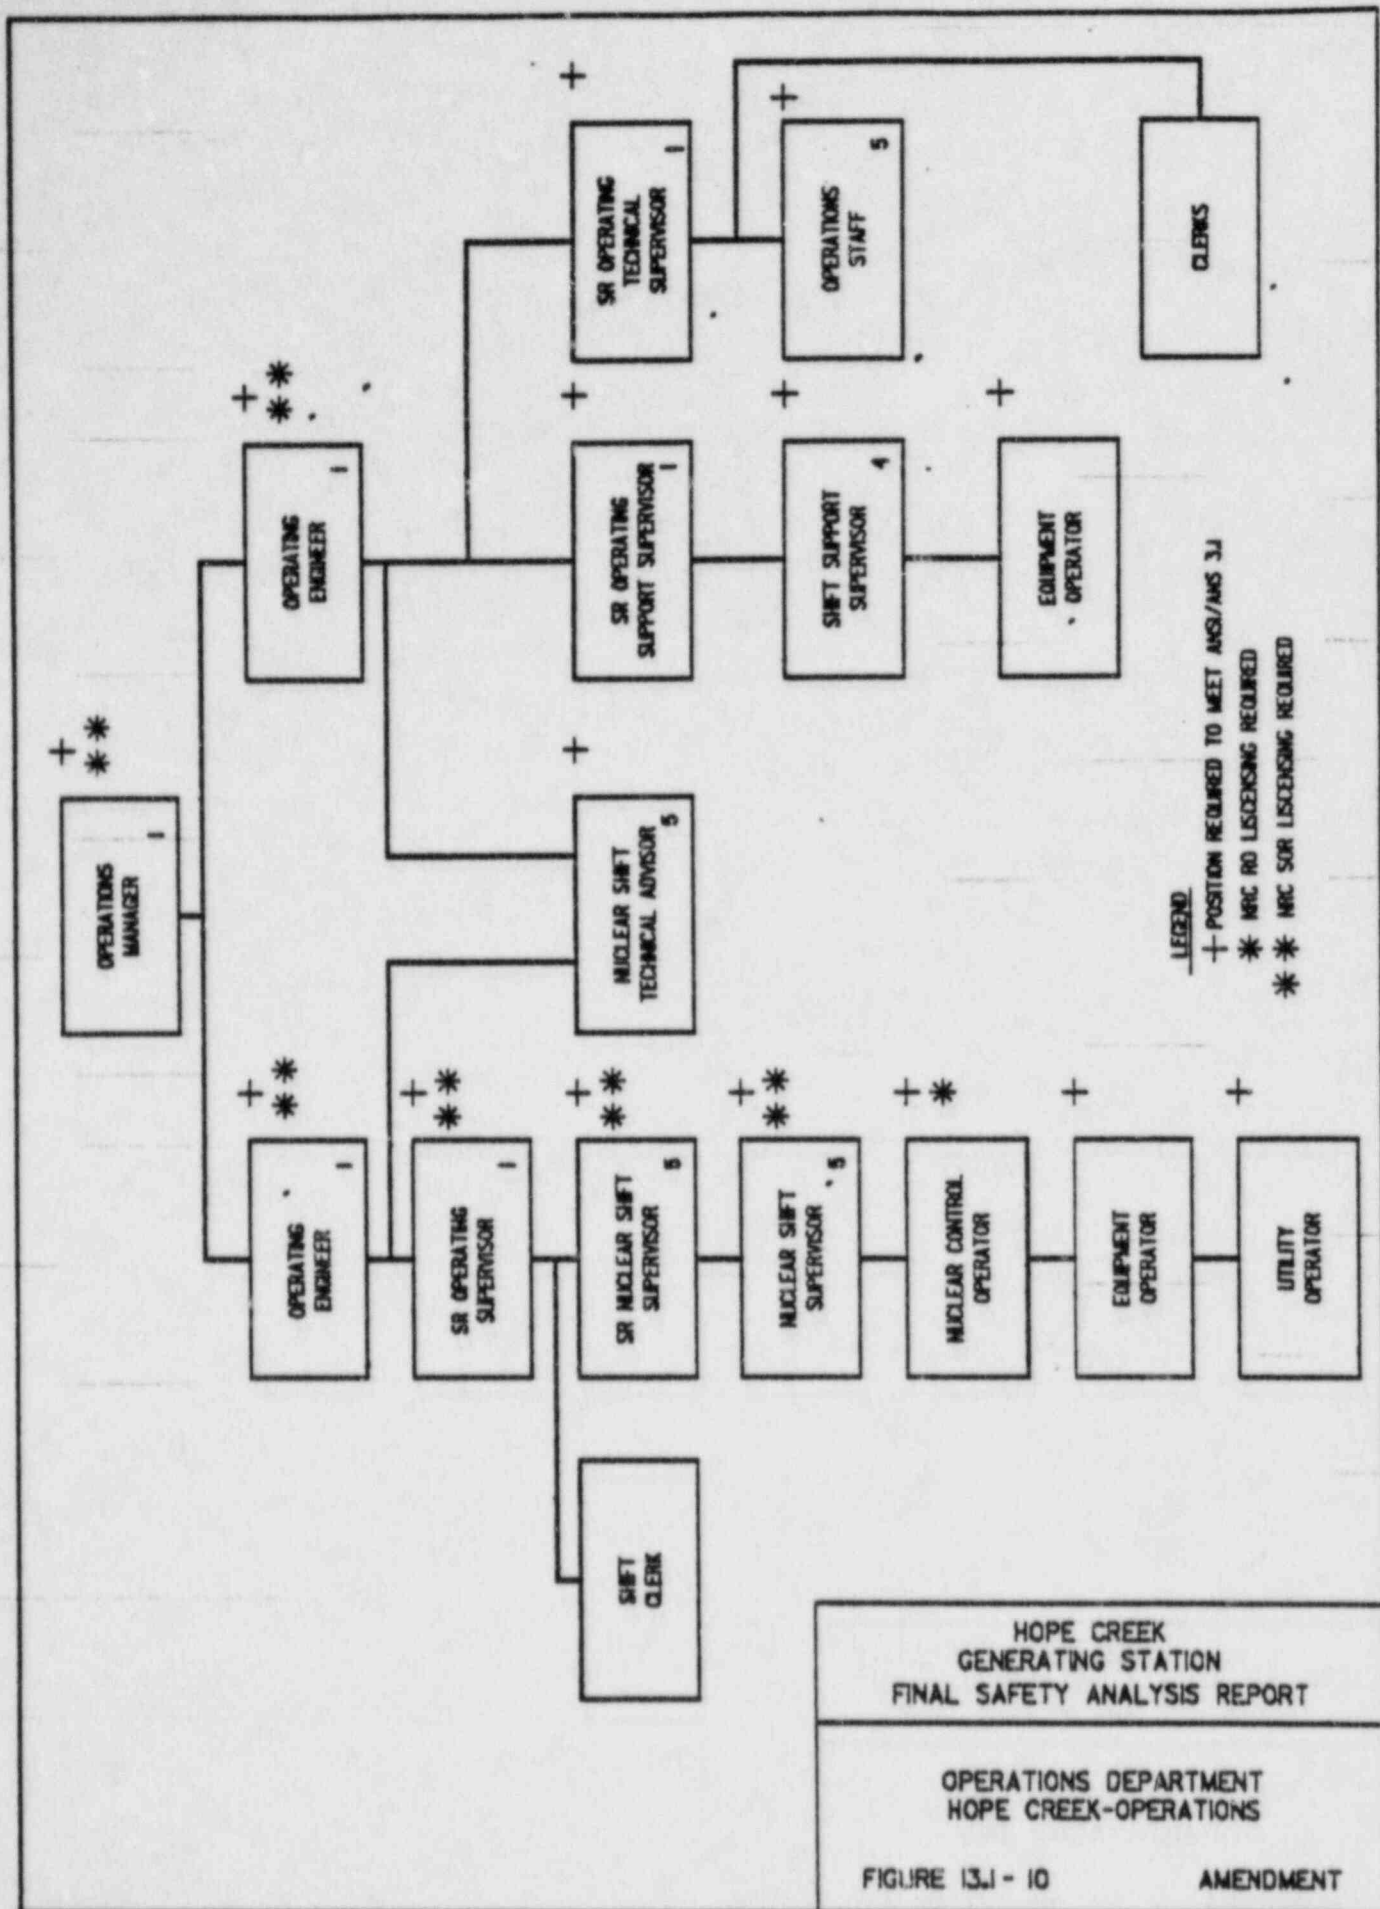 OPERATIONS
MANAGER
1
+
* *
OPERATING
ENGINEER
1
+
* *
OPERATING
ENGINEER
1
+
* *
SR OPERATING
SUPERVISOR
1
+
* *
SHIFT
CLERK
SR NUCLEAR SHIFT
SUPERVISOR
5
+
* *
NUCLEAR SHIFT
TECHNICAL ADVISOR
5
+
SR OPERATING
SUPPORT SUPERVISOR
1
+
SR OPERATING
TECHNICAL
SUPERVISOR
1
+
NUCLEAR SHIFT
SUPERVISOR
5
+
* *
SHIFT SUPPORT
SUPERVISOR
4
+
OPERATIONS
STAFF
5
+
NUCLEAR CONTROL
OPERATOR
+
*
EQUIPMENT
OPERATOR
+
EQUIPMENT
OPERATOR
+
CLERKS
UTILITY
OPERATOR
+
LEGEND
+ POSITION REQUIRED TO MEET ANSI/ANS 3.1
* NRC RO LISCENSING REQUIRED
* * NRC SOR LISCENSING REQUIRED
HOPE CREEK
GENERATING STATION
FINAL SAFETY ANALYSIS REPORT
OPERATIONS DEPARTMENT
HOPE CREEK-OPERATIONS
FIGURE 13.1 - 10 AMENDMENT